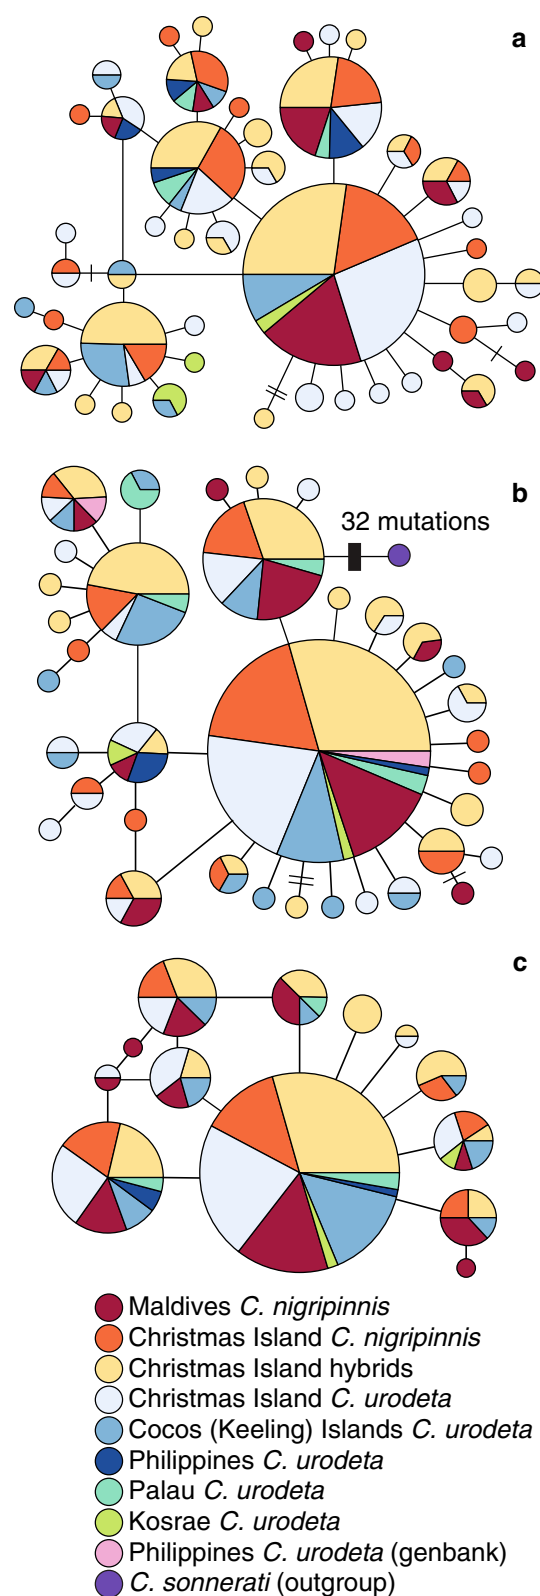 a
b
32 mutations
c
Maldives C. nigripinnis
Christmas Island C. nigripinnis
Christmas Island hybrids
Christmas Island C. urodeta
Cocos (Keeling) Islands C. urodeta
Philippines C. urodeta
Palau C. urodeta
Kosrae C. urodeta
Philippines C. urodeta (genbank)
C. sonnerati (outgroup)